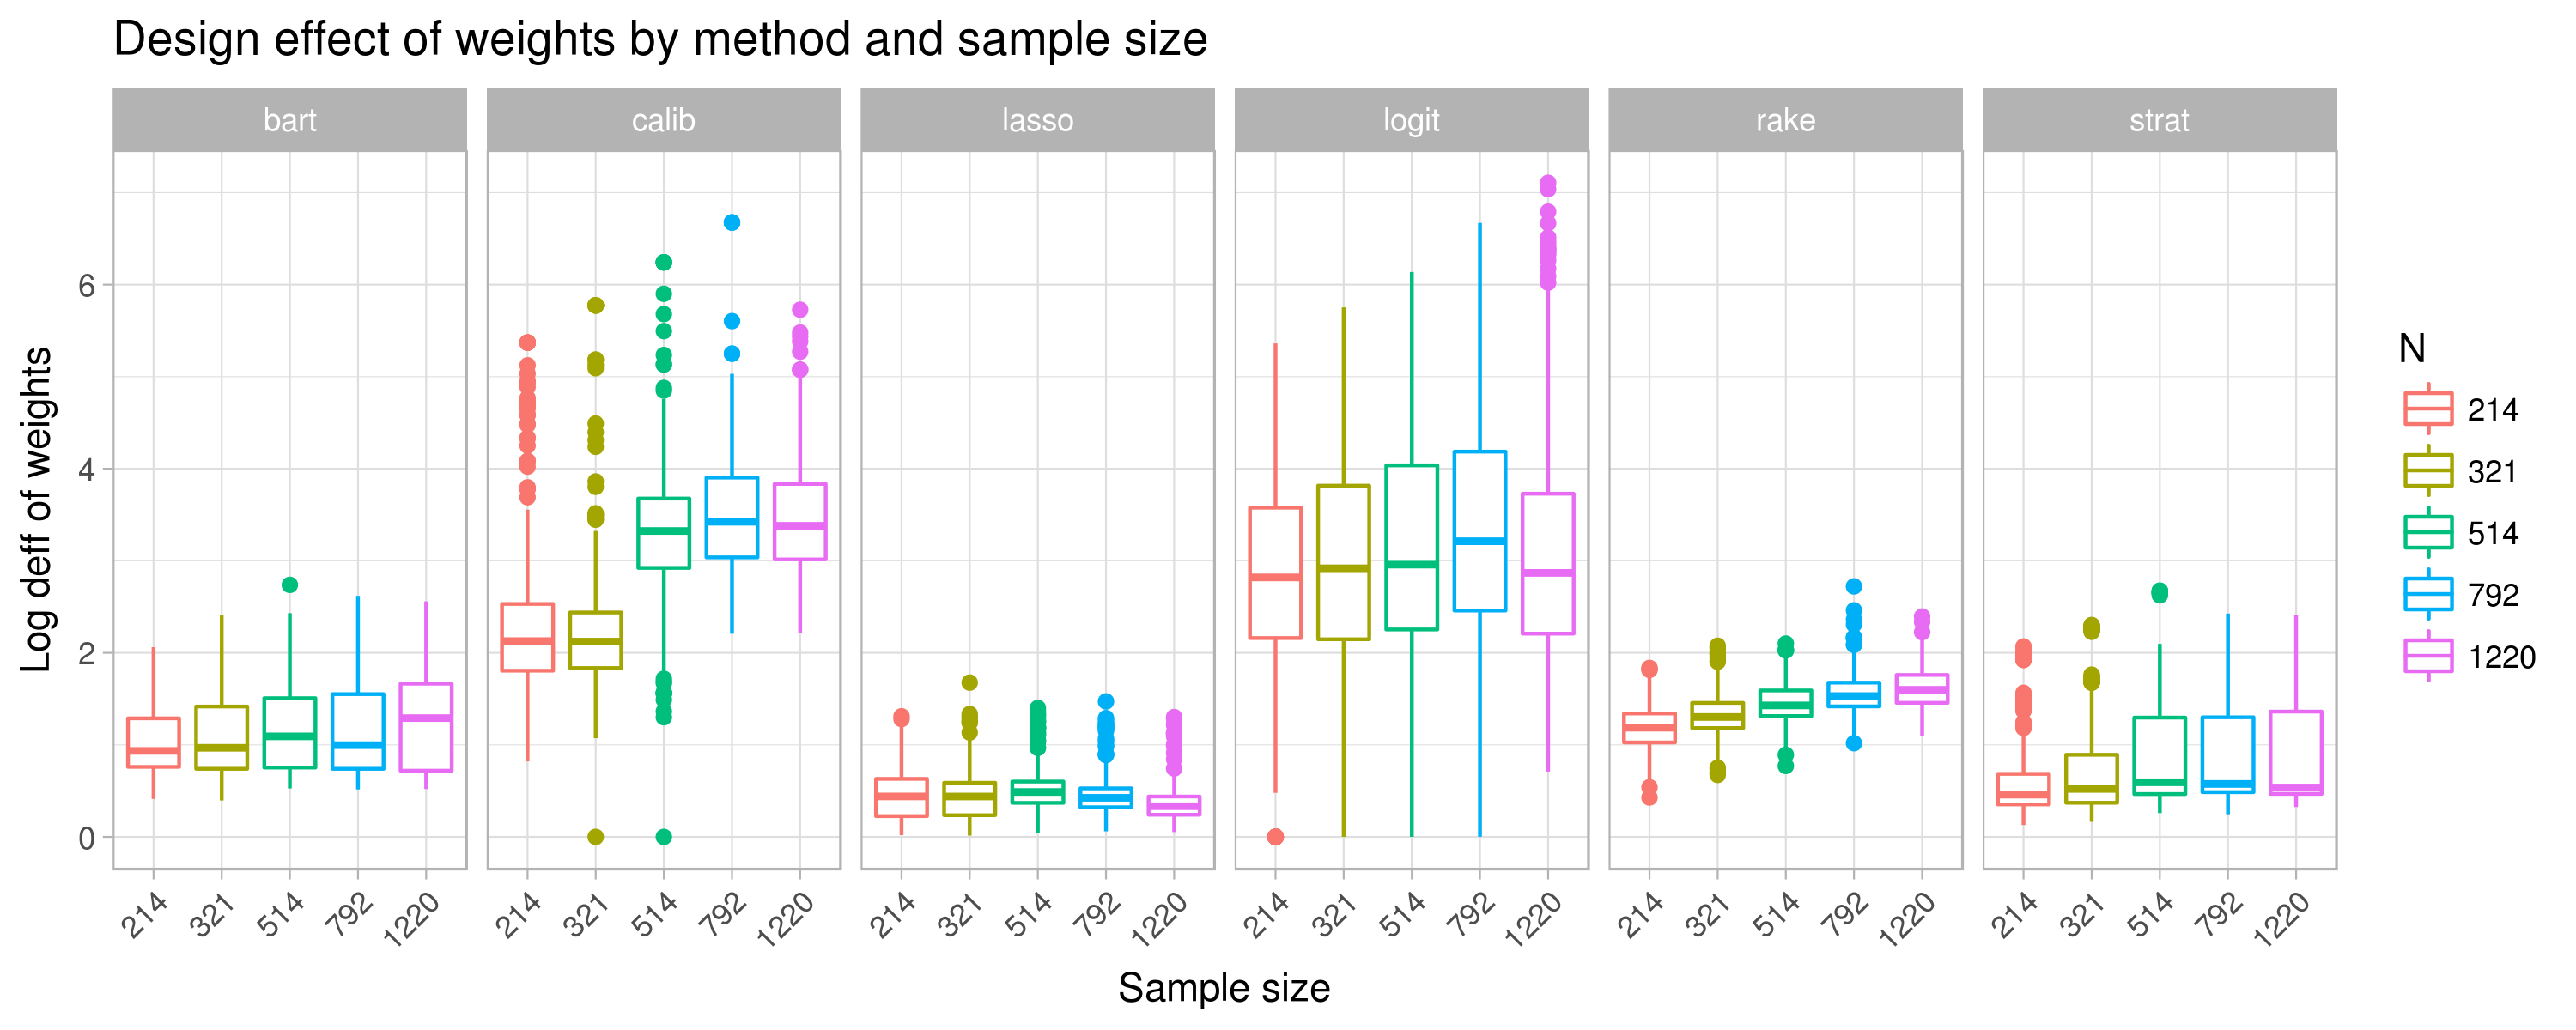 Design effect of weights by method and sample size
bart calib lasso logit rake strat
Log deff of weights
6
4
2
0
214 321 514 792 1220 214 321 514 792 1220 214 321 514 792 1220 214 321 514 792 1220 214 321 514 792 1220 214 321 514 792 1220
Sample size
N
214
321
514
792
1220